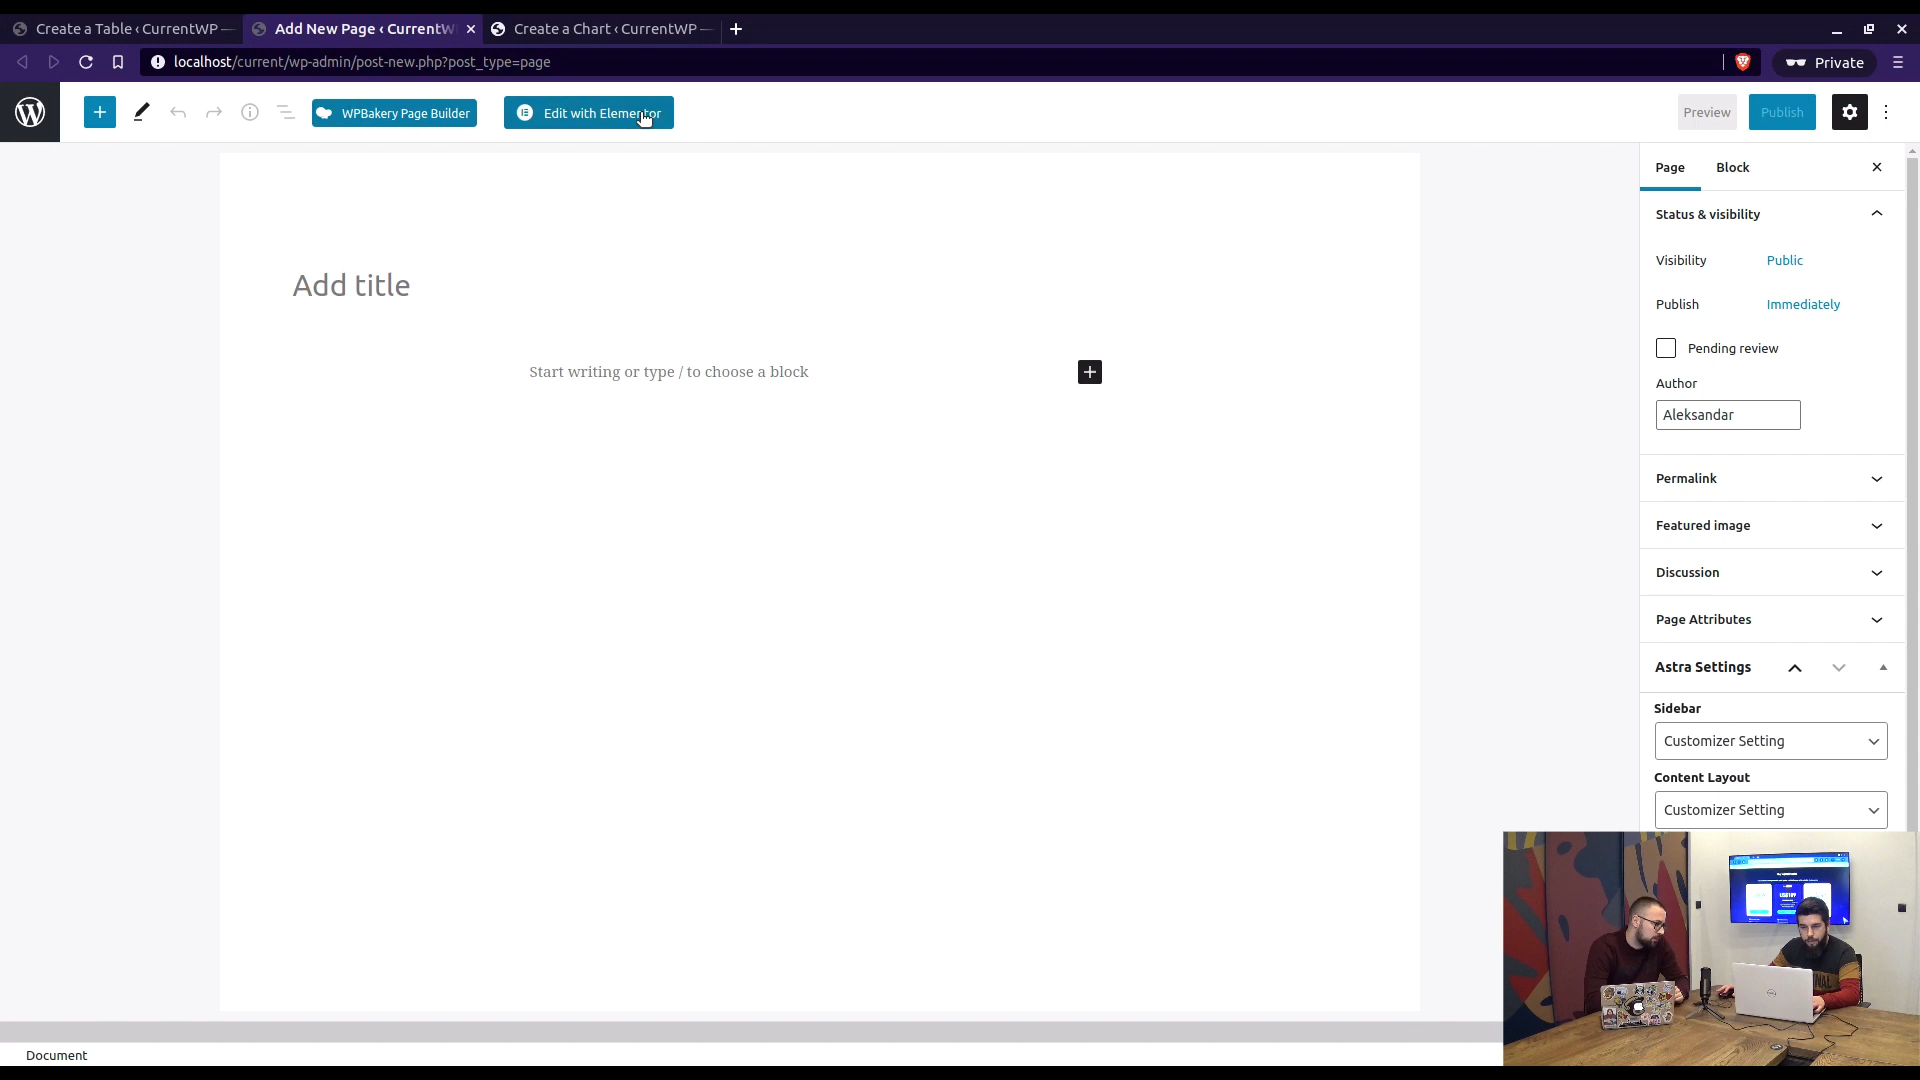 Create a Table ‹ CurrentWP —
Add New Page ‹ CurrentW
Create a Chart ‹ CurrentWP —
localhost/current/wp-admin/post-new.php?post_type=page
Private
WPBakery Page Builder
Edit with Elementor
Preview
Publish
Page
Block
Status & visibility
Visibility
Public
Publish
Immediately
Pending review
Author
Aleksandar
Permalink
Featured image
Discussion
Page Attributes
Astra Settings
Sidebar
Customizer Setting
Content Layout
Customizer Setting
Add title
Start writing or type / to choose a block
Document